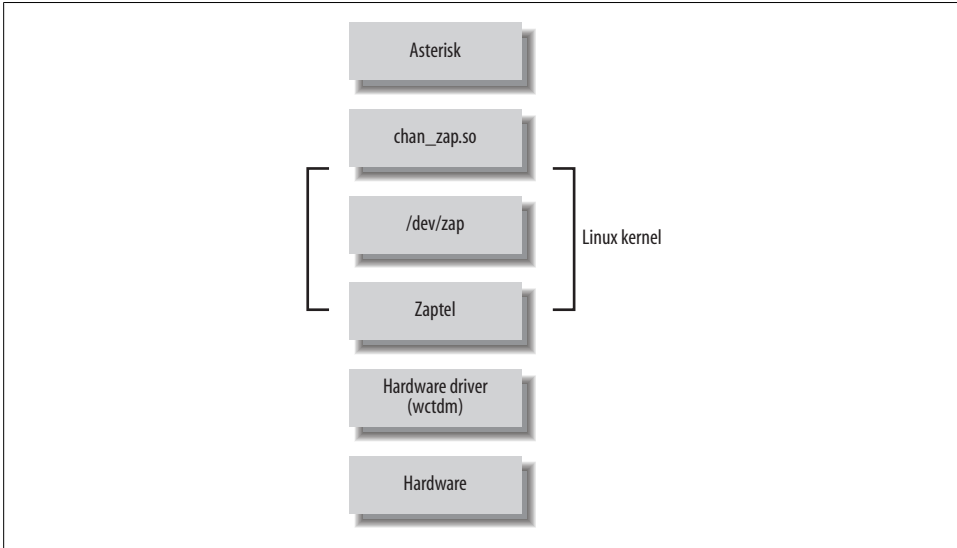 Asterisk
chan_zap.so
/dev/zap
Linux kernel
Zaptel
Hardware driver
(wctdm)
Hardware